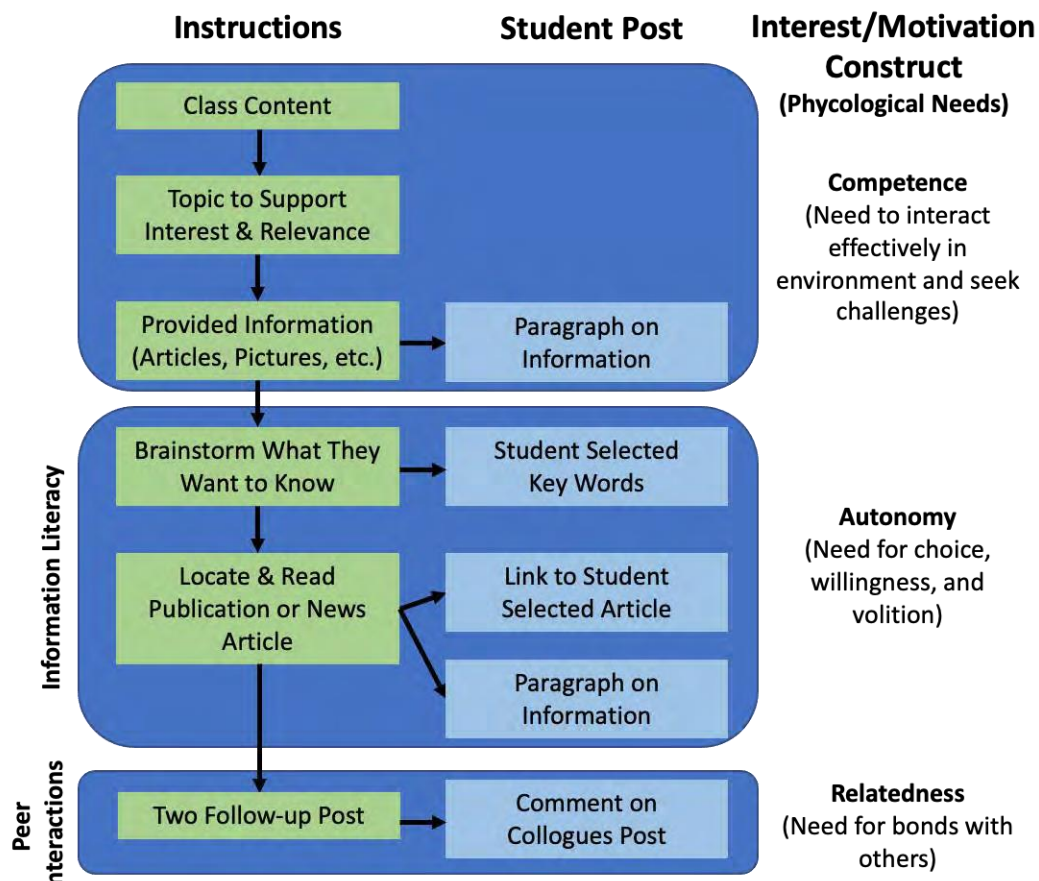 Instructions
Student Post
Interest/Motivation
Construct
(Phycological Needs)
Class Content
Topic to Support
Interest & Relevance
Provided Information
(Articles, Pictures, etc.)
Paragraph on
Information
Competence
(Need to interact
effectively in
environment and seek
challenges)
Information Literacy
Brainstorm What They
Want to Know
Student Selected
Key Words
Locate & Read
Publication or News
Article
Link to Student
Selected Article
Paragraph on
Information
Autonomy
(Need for choice,
willingness, and
volition)
Peer
nteractions
Two Follow-up Post
Comment on
Collogues Post
Relatedness
(Need for bonds with
others)